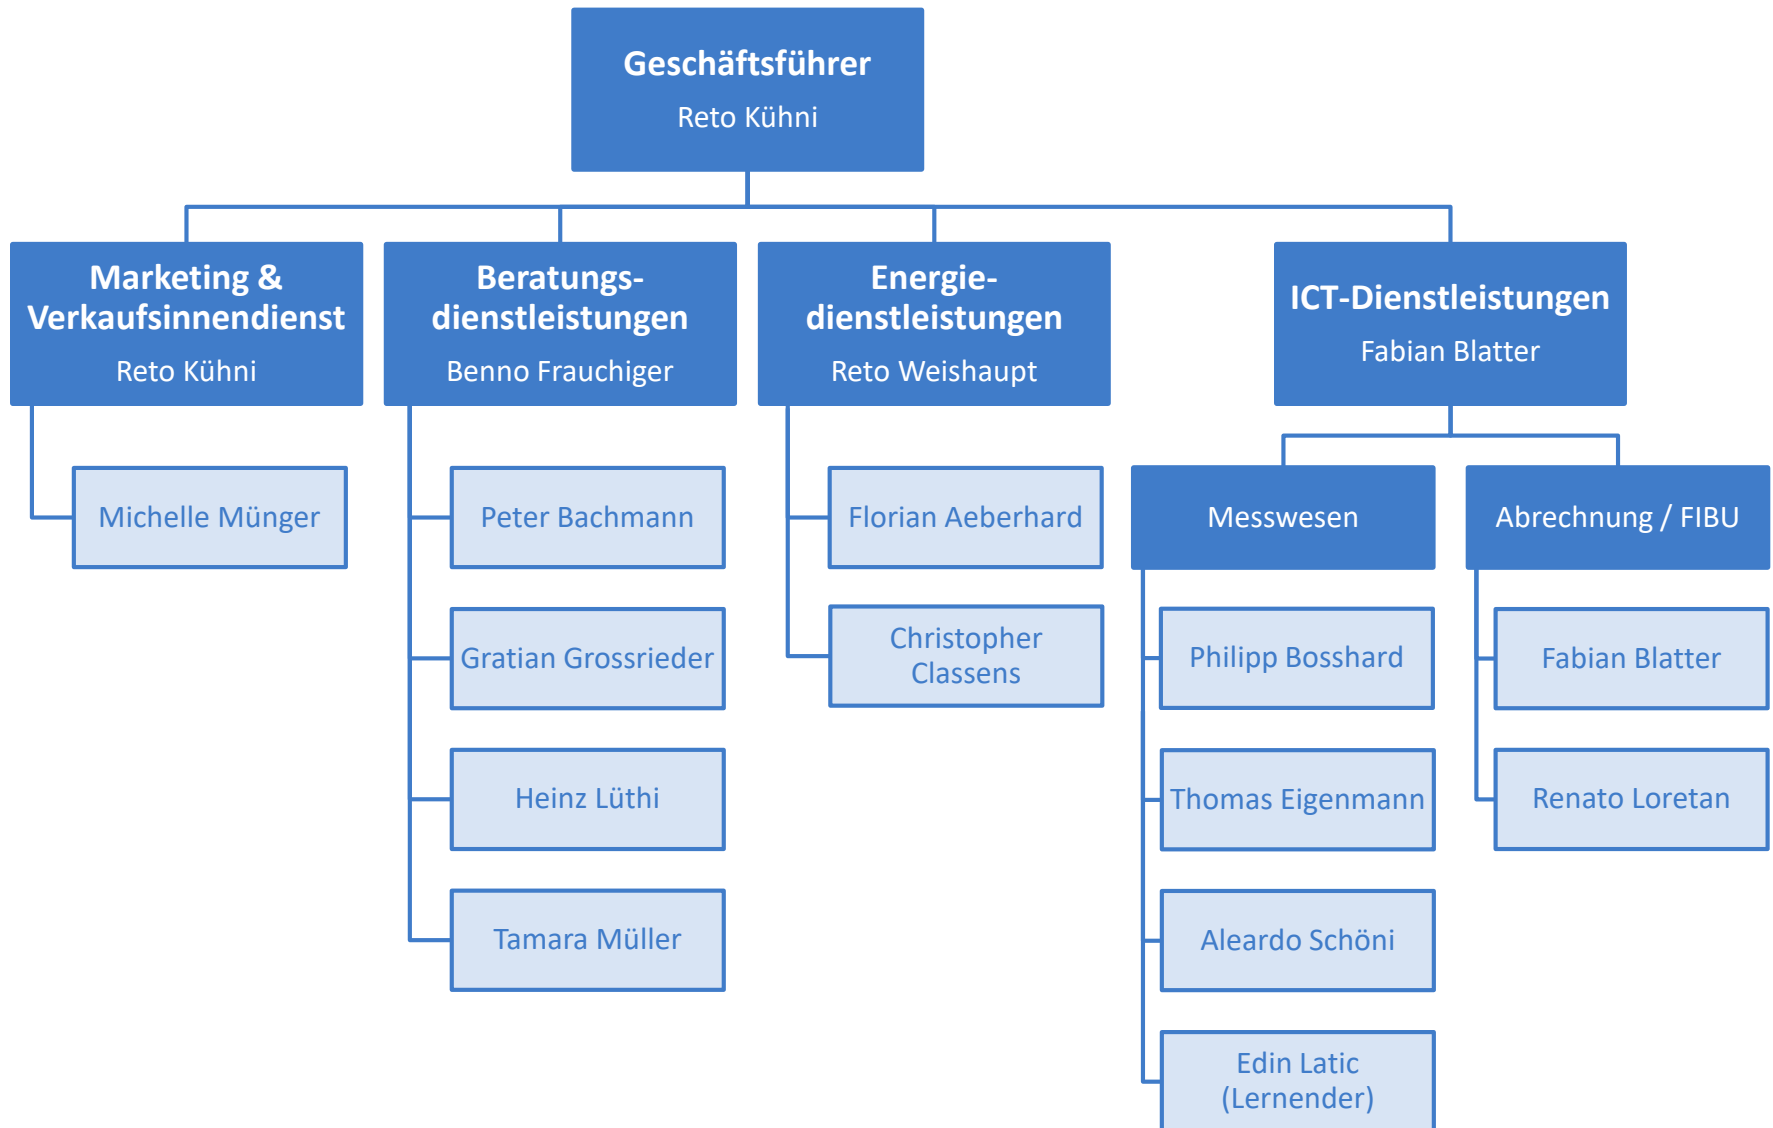 Geschäftsführer
Reto Kühni
Marketing &
Verkaufsinnendienst
Reto Kühni
Beratungs-
dienstleistungen
Benno Frauchiger
Energie-
dienstleistungen
Reto Weishaupt
ICT-Dienstleistungen
Fabian Blatter
Michelle Münger
Peter Bachmann
Gratian Grossrieder
Heinz Lüthi
Tamara Müller
Florian Aeberhard
Christopher
Classens
Messwesen
Philipp Bosshard
Thomas Eigenmann
Aleardo Schöni
Edin Latic
(Lernender)
Abrechnung / FIBU
Fabian Blatter
Renato Loretan